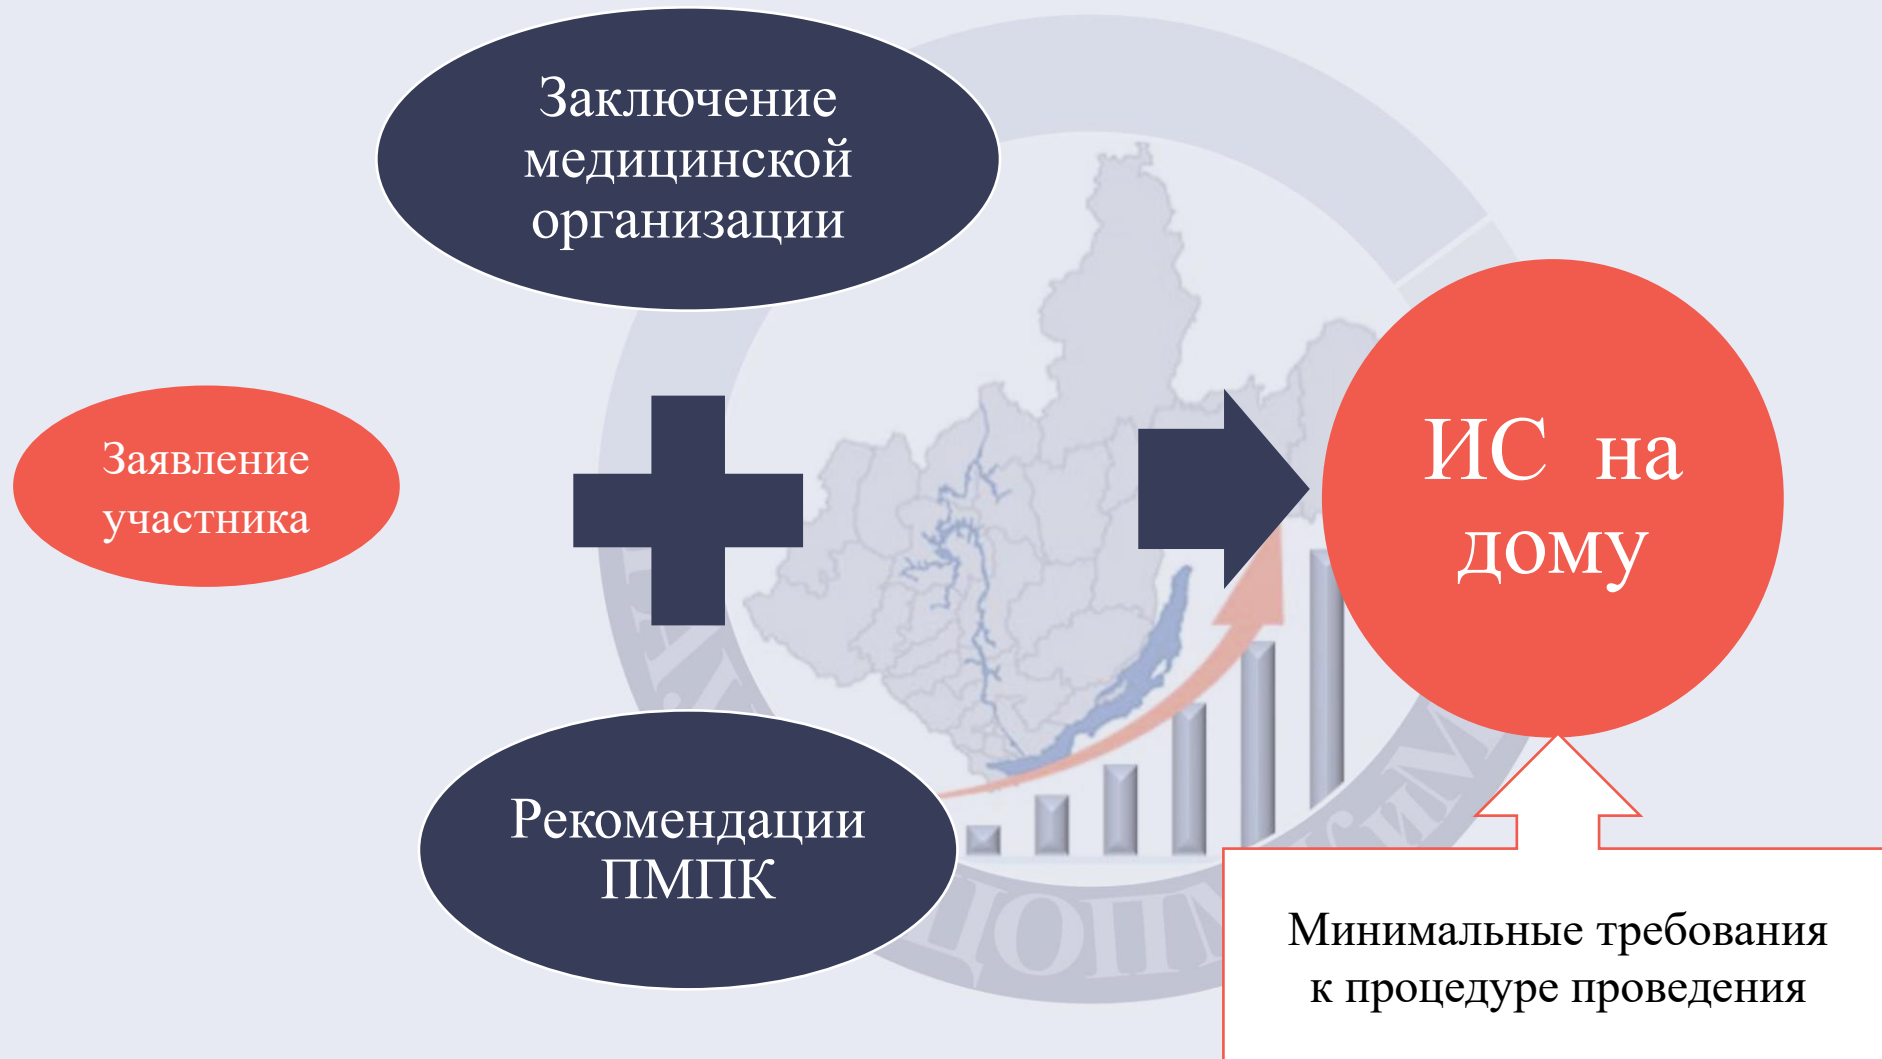 Заключение
медицинской
организации
Заявление
участника
ИС на
дому
Рекомендации
ПМПК
Минимальные требования
к процедуре проведения